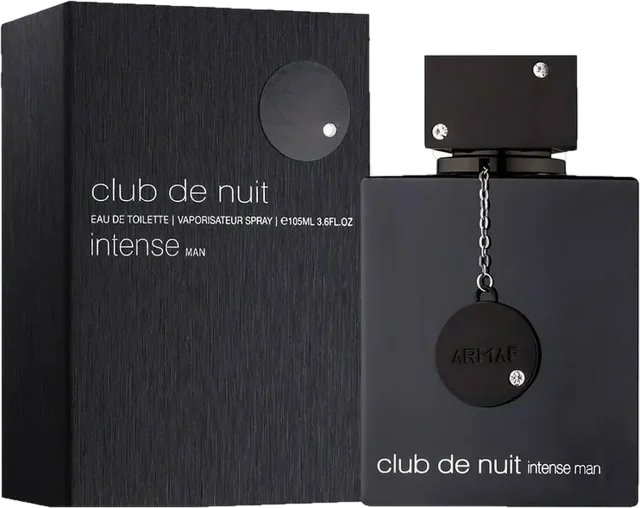 club de nuit
EAU DE TOILETTE | VAPORISATEUR SPRAY | ℮105ML 3.6FL.OZ
intense MAN
ARMAF
club de nuit intense man